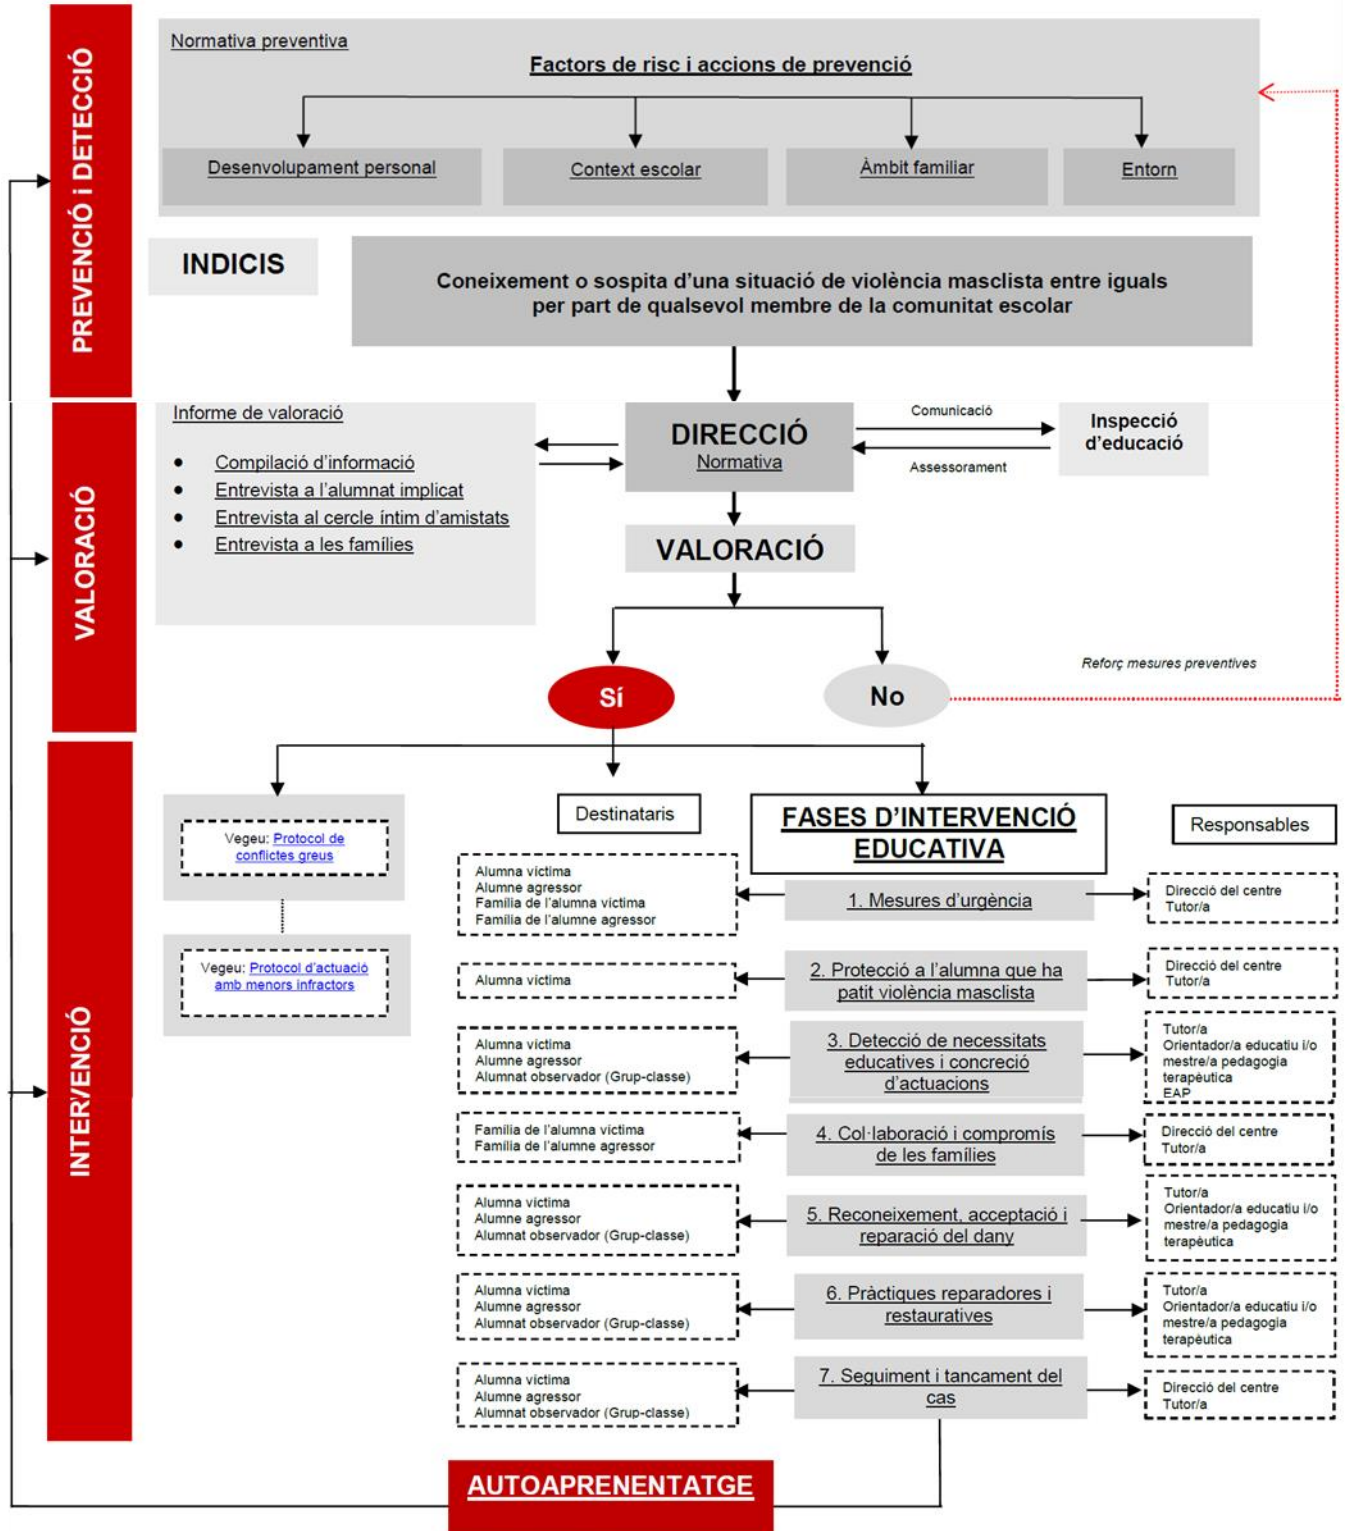 PREVENCIÓ i DETECCIÓ
Normativa preventiva
Factors de risc i accions de prevenció
Desenvolupament personal
Context escolar
Àmbit familiar
Entorn
INDICIS
Coneixement o sospita d'una situació de violència masclista entre iguals
per part de qualsevol membre de la comunitat escolar
VALORACIÓ
Informe de valoració
• Compilació d'informació
• Entrevista a l'alumnat implicat
• Entrevista al cercle íntim d'amistats
• Entrevista a les famílies
DIRECCIÓ
Normativa
Comunicació
Assessorament
Inspecció
d'educació
VALORACIÓ
Sí
No
Reforç mesures preventives
INTERVENCIÓ
Vegeu: Protocol de
conflictes greus
Vegeu: Protocol d'actuació
amb menors infractors
Destinataris
FASES D'INTERVENCIÓ
EDUCATIVA
Responsables
Alumna víctima
Alumne agressor
Família de l'alumna víctima
Família de l'alumne agressor
1. Mesures d'urgència
Direcció del centre
Tutor/a
Alumna víctima
2. Protecció a l'alumna que ha
patit violència masclista
Direcció del centre
Tutor/a
Alumna víctima
Alumne agressor
Alumnat observador (Grup-classe)
3. Detecció de necessitats
educatives i concreció
d'actuacions
Tutor/a
Orientador/a educatiu i/o
mestre/a pedagogia
terapèutica
EAP
Família de l'alumna víctima
Família de l'alumne agressor
4. Col·laboració i compromís
de les famílies
Direcció del centre
Tutor/a
Alumna víctima
Alumne agressor
Alumnat observador (Grup-classe)
5. Reconeixement, acceptació i
reparació del dany
Tutor/a
Orientador/a educatiu i/o
mestre/a pedagogia
terapèutica
Alumna víctima
Alumne agressor
Alumnat observador (Grup-classe)
6. Pràctiques reparadores i
restauratives
Tutor/a
Orientador/a educatiu i/o
mestre/a pedagogia
terapèutica
Alumna víctima
Alumne agressor
Alumnat observador (Grup-classe)
7. Seguiment i tancament del
cas
Direcció del centre
Tutor/a
AUTOAPRENENTATGE